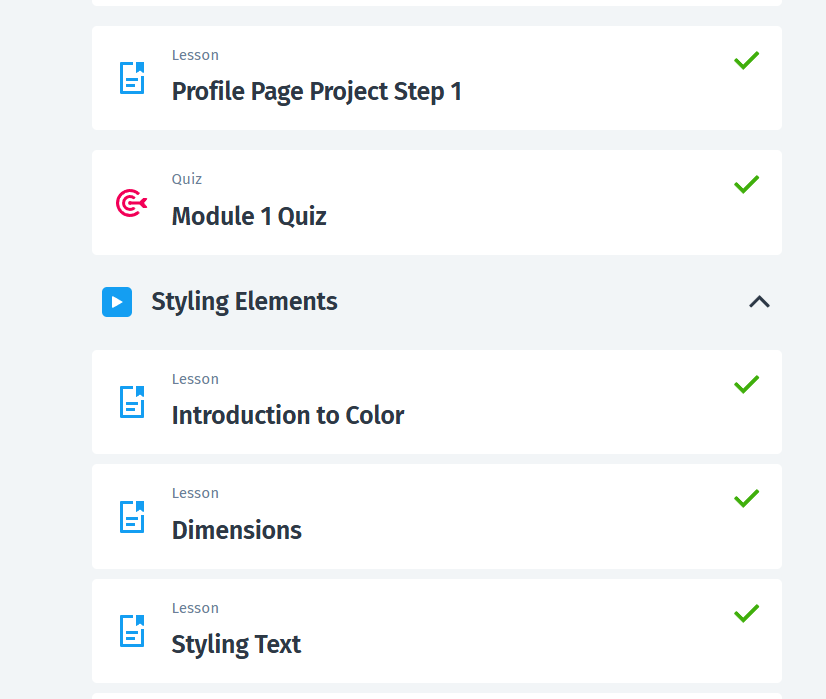 Lesson
Profile Page Project Step 1
Quiz
Module 1 Quiz
Styling Elements
Lesson
Introduction to Color
Lesson
Dimensions
Lesson
Styling Text